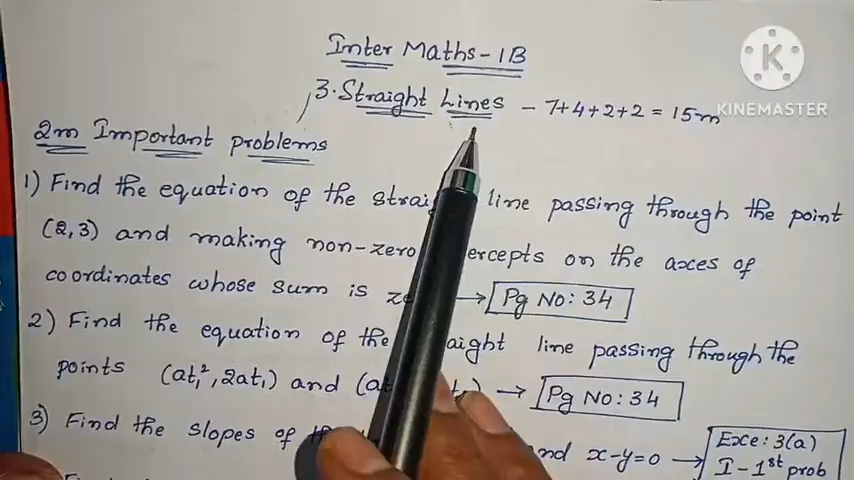 Inter Maths-1B
3. Straight Lines - 7+4+2+2 = 15m
KINEMASTER
2m Important problems
1) Find the equation of the line passing through the point
(2,3) and making non-zero on the axes of
coordinates whose sum is → Pg No: 34
2) Find the equation of the line passing through the
points (at₁², 2at₁) and → Pg No: 34
3) Find the slopes of and x-y=0 → Exe: 3(a)
I - 1st prob